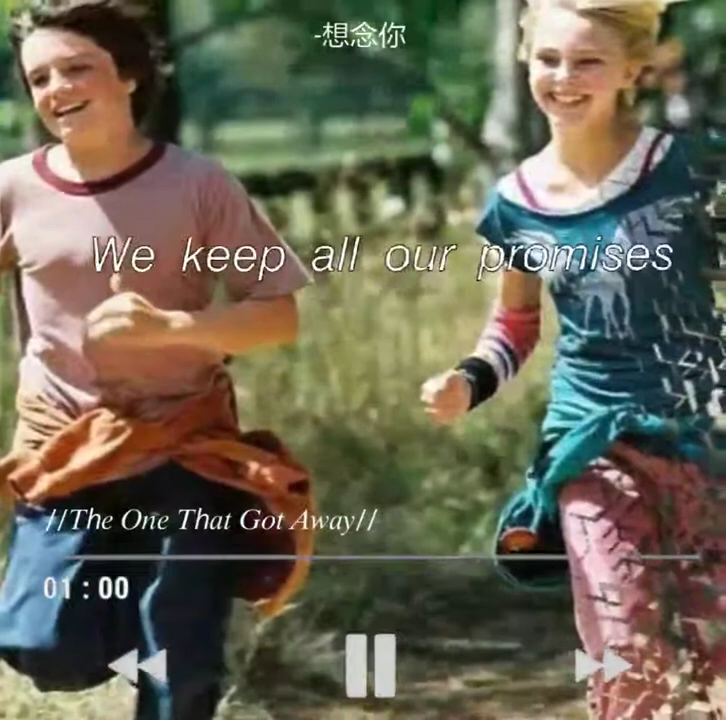 -想念你
We keep all our promises
//The One That Got Away//
01 : 00